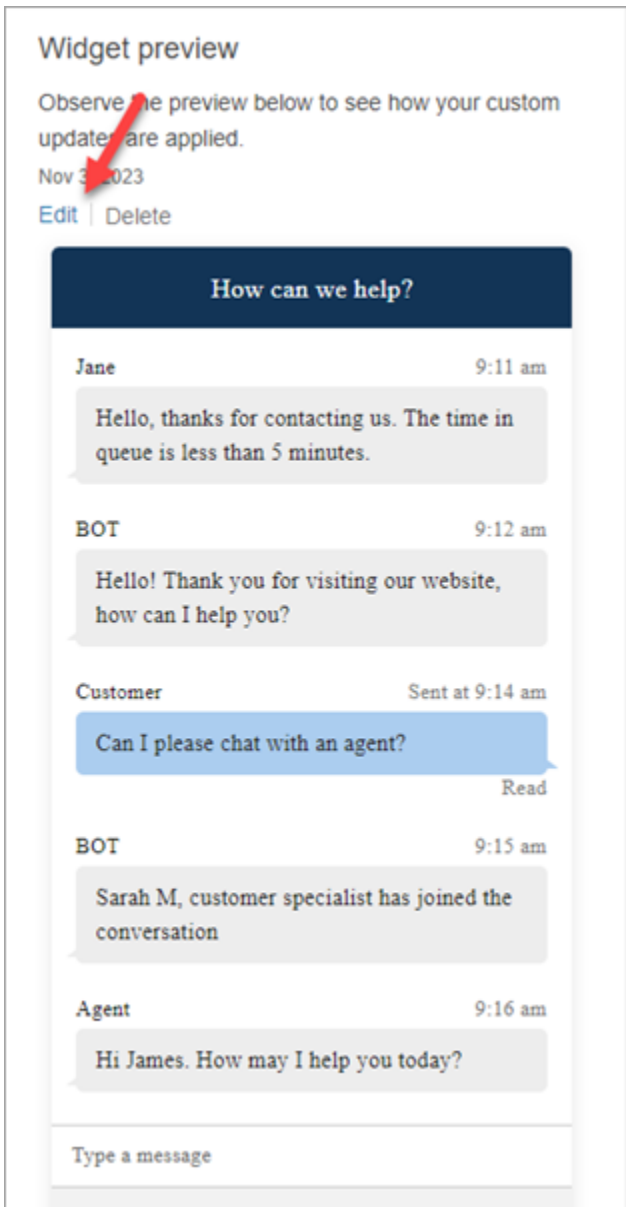 Widget preview
Observe the preview below to see how your custom
updates are applied.
Nov 3, 2023
Edit | Delete
How can we help?
Jane 9:11 am
Hello, thanks for contacting us. The time in
queue is less than 5 minutes.
BOT 9:12 am
Hello! Thank you for visiting our website,
how can I help you?
Customer Sent at 9:14 am
Can I please chat with an agent?
Read
BOT 9:15 am
Sarah M, customer specialist has joined the
conversation
Agent 9:16 am
Hi James. How may I help you today?
Type a message